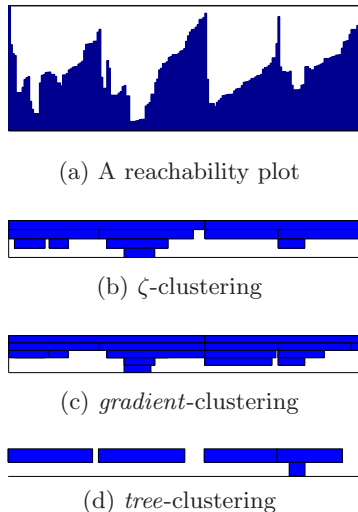 (a) A reachability plot
(b) ζ-clustering
(c) gradient-clustering
(d) tree-clustering